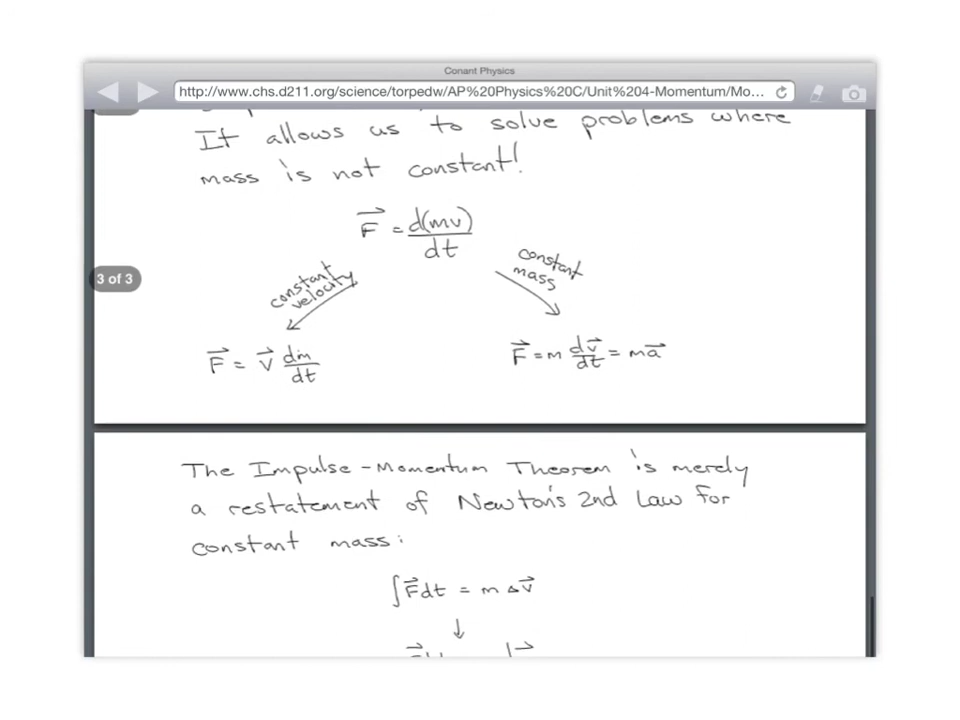 Conant Physics
http://www.chs.d211.org/science/torpedw/AP%20Physics%20C/Unit%204-Momentum/Mo...
It allows us to solve problems where
mass is not constant!
F⃗ = d(mv)/dt
constant velocity
constant mass
3 of 3
F⃗ = v⃗ dm/dt
F⃗ = m dv⃗/dt = ma⃗
The Impulse-Momentum Theorem is merely
a restatement of Newton's 2nd Law for
constant mass:
∫F⃗dt = m Δv⃗
↓